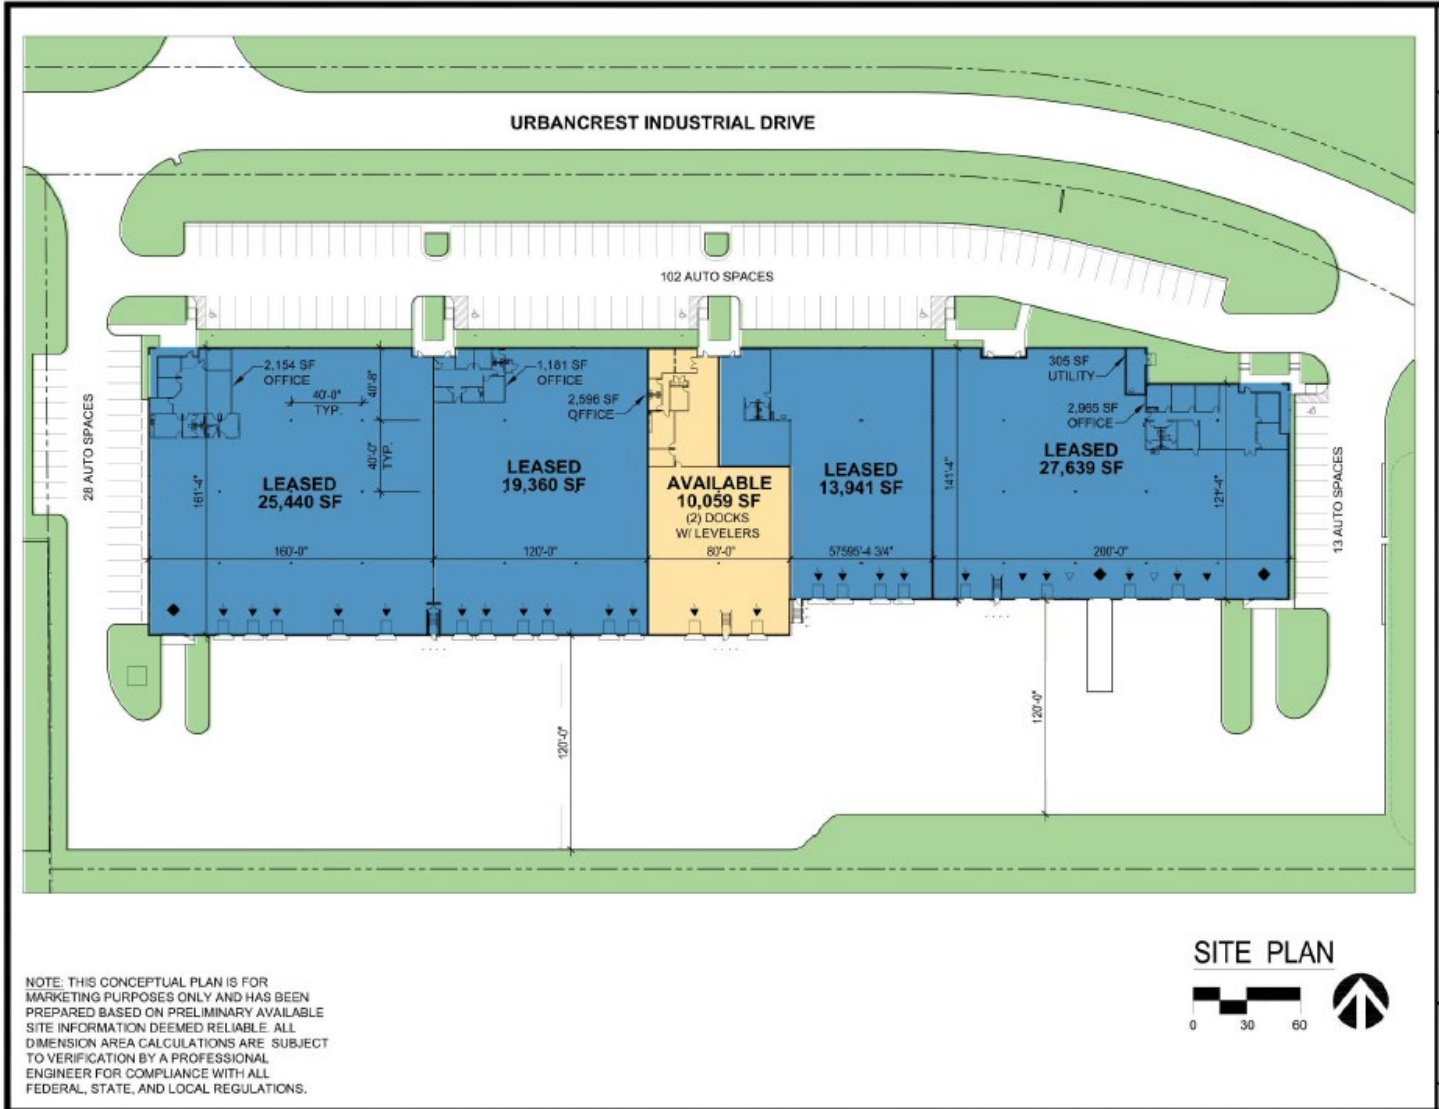 URBANCREST INDUSTRIAL DRIVE
102 AUTO SPACES
28 AUTO SPACES
13 AUTO SPACES
2,154 SF
OFFICE
40'-0"
TYP.
40'-8"
40'-0"
TYP.
161'-4"
LEASED
25,440 SF
160'-0"
1,181 SF
OFFICE
2,596 SF
OFFICE
LEASED
19,360 SF
120'-0"
AVAILABLE
10,059 SF
(2) DOCKS
W/ LEVELERS
80'-0"
LEASED
13,941 SF
57595'-4 3/4"
141'-4"
305 SF
UTILITY
2,965 SF
OFFICE
LEASED
27,639 SF
121'-4"
200'-0"
120'-0"
120'-0"
SITE PLAN
0 30 60
NOTE: THIS CONCEPTUAL PLAN IS FOR
MARKETING PURPOSES ONLY AND HAS BEEN
PREPARED BASED ON PRELIMINARY AVAILABLE
SITE INFORMATION DEEMED RELIABLE. ALL
DIMENSION AREA CALCULATIONS ARE SUBJECT
TO VERIFICATION BY A PROFESSIONAL
ENGINEER FOR COMPLIANCE WITH ALL
FEDERAL, STATE, AND LOCAL REGULATIONS.